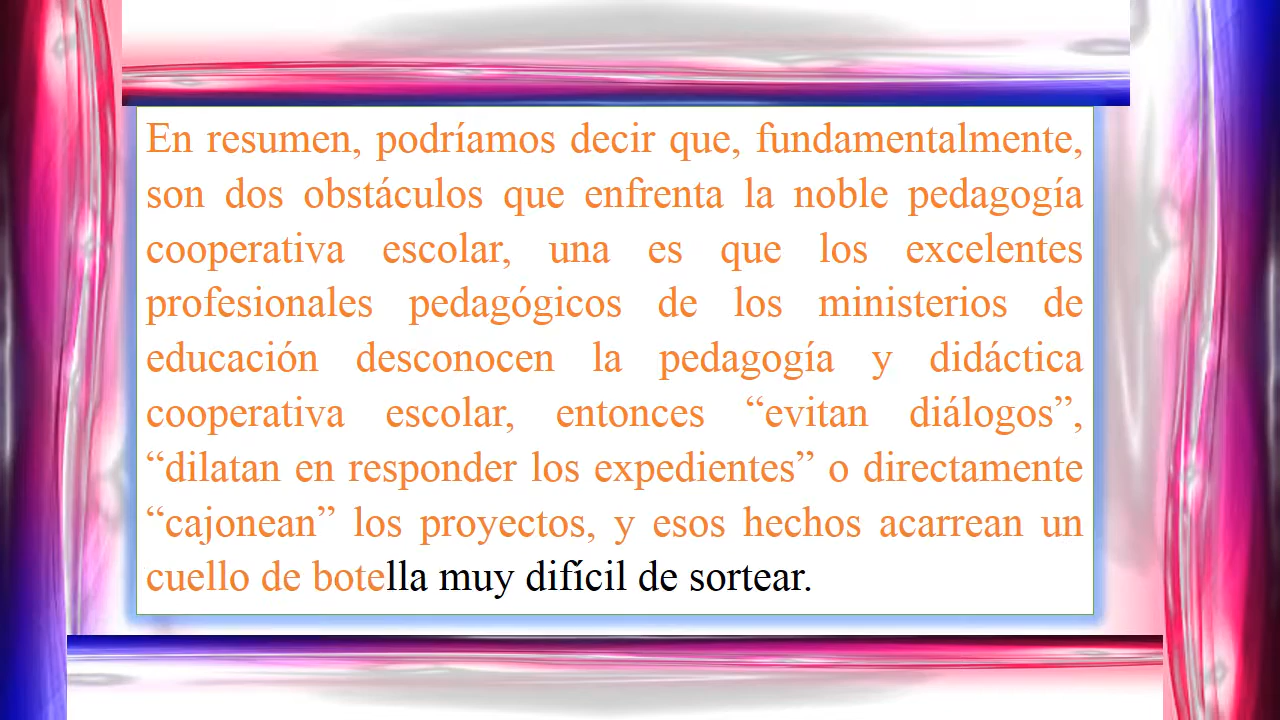 En resumen, podríamos decir que, fundamentalmente,
son dos obstáculos que enfrenta la noble pedagogía
cooperativa escolar, una es que los excelentes
profesionales pedagógicos de los ministerios de
educación desconocen la pedagogía y didáctica
cooperativa escolar, entonces “evitan diálogos”,
“dilatan en responder los expedientes” o directamente
“cajonean” los proyectos, y esos hechos acarrean un
cuello de botella muy difícil de sortear.